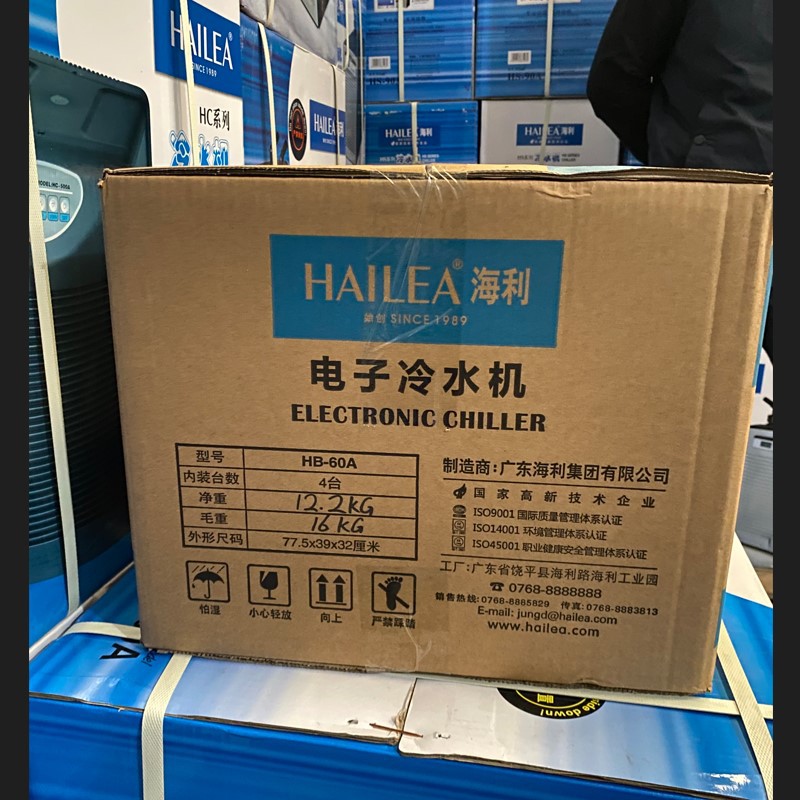 HAILEA
SINCE 1989
HC系列
HAILEA
HAILEA 海利
HAILEA 海利
HAILEA® 海利
始创 SINCE 1989
电子冷水机
ELECTRONIC CHILLER
型号 HB-60A
内装台数 4台
净重 12.2KG
毛重 16KG
外形尺码 77.5x39x32厘米
制造商:广东海利集团有限公司
国家高新技术企业
ISO9001 国际质量管理体系认证
ISO14001 环境管理体系认证
ISO45001 职业健康安全管理体系认证
工厂:广东省饶平县海利路海利工业园
☎ 0768-8888888
销售热线:0768-8885829 传真:0768-8883813
E-mail: jungd@hailea.com
www.hailea.com
怕湿 小心轻放 向上 严禁踩踏
side down!